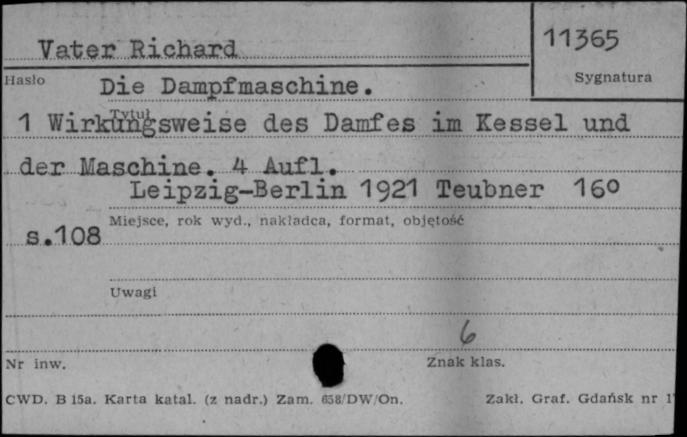 Vater Richard
11365
Hasło
Sygnatura
Die Dampfmaschine.
Tytuł
1 Wirkungsweise des Damfes im Kessel und
der Maschine. 4 Aufl.
Leipzig-Berlin 1921 Teubner 16o
Miejsce, rok wyd., nakładca, format, objętość
s.108
Uwagi
6
Nr inw.
Znak klas.
CWD. B 15a. Karta katal. (z nadr.) Zam. 658/DW/On.
Zakł. Graf. Gdańsk nr 1